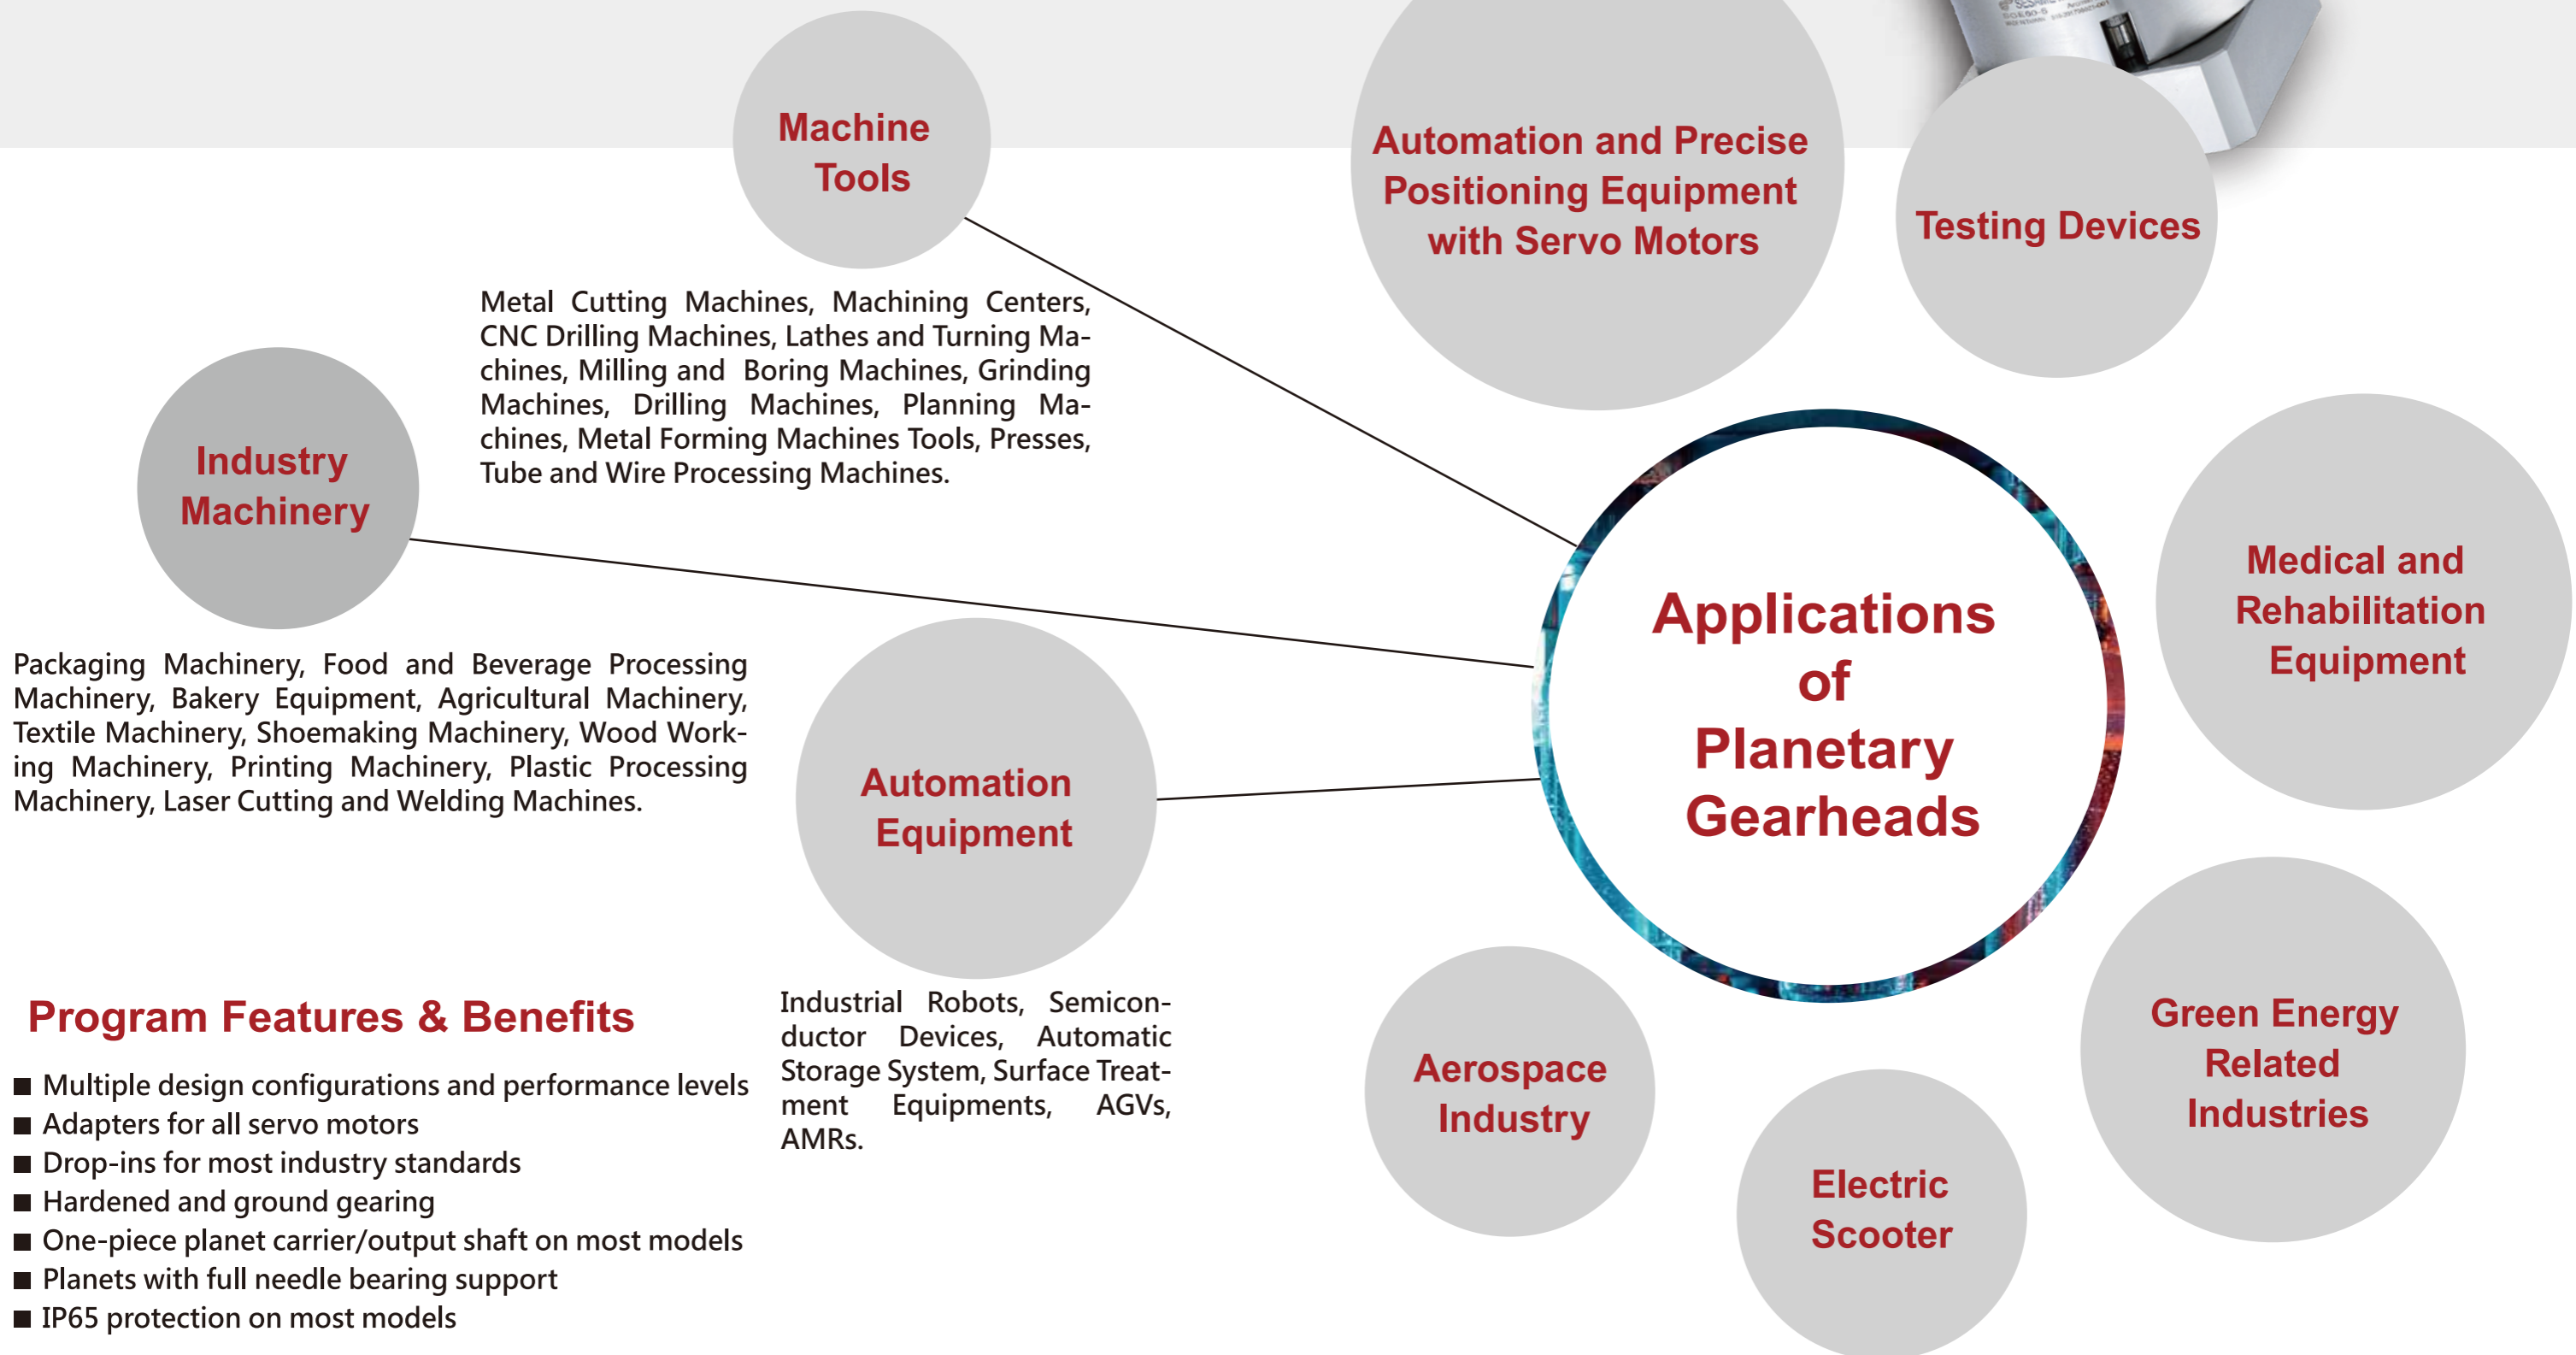 Machine
Tools
Automation and Precise
Positioning Equipment
with Servo Motors
Testing Devices
Metal Cutting Machines, Machining Centers,
CNC Drilling Machines, Lathes and Turning Ma-
chines, Milling and Boring Machines, Grinding
Machines, Drilling Machines, Planning Ma-
chines, Metal Forming Machines Tools, Presses,
Tube and Wire Processing Machines.
Industry
Machinery
Packaging Machinery, Food and Beverage Processing
Machinery, Bakery Equipment, Agricultural Machinery,
Textile Machinery, Shoemaking Machinery, Wood Work-
ing Machinery, Printing Machinery, Plastic Processing
Machinery, Laser Cutting and Welding Machines.
Automation
Equipment
Industrial Robots, Semicon-
ductor Devices, Automatic
Storage System, Surface Treat-
ment Equipments, AGVs,
AMRs.
Applications
of
Planetary
Gearheads
Medical and
Rehabilitation
Equipment
Green Energy
Related
Industries
Aerospace
Industry
Electric
Scooter
Program Features & Benefits
■ Multiple design configurations and performance levels
■ Adapters for all servo motors
■ Drop-ins for most industry standards
■ Hardened and ground gearing
■ One-piece planet carrier/output shaft on most models
■ Planets with full needle bearing support
■ IP65 protection on most models